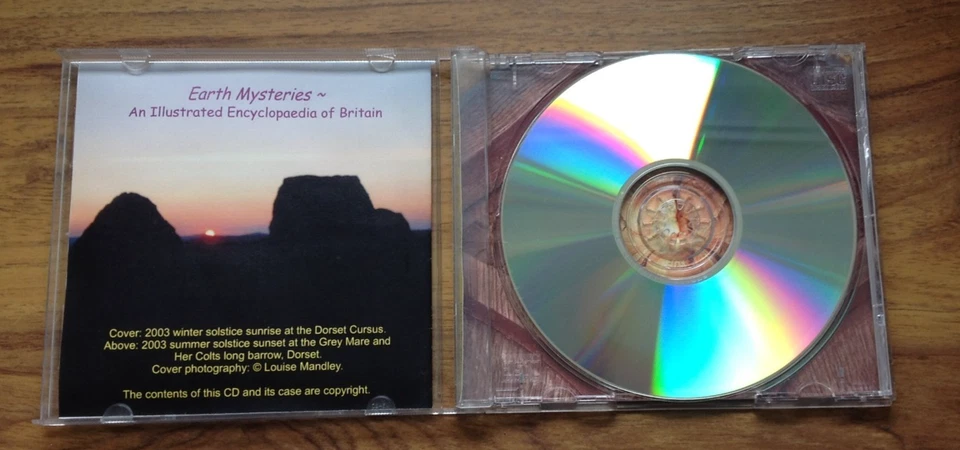 Earth Mysteries ~
An Illustrated Encyclopaedia of Britain
Cover: 2003 winter solstice sunrise at the Dorset Cursus.
Above: 2003 summer solstice sunset at the Grey Mare and
Her Colts long barrow, Dorset.
Cover photography: © Louise Mandley.
The contents of this CD and its case are copyright.